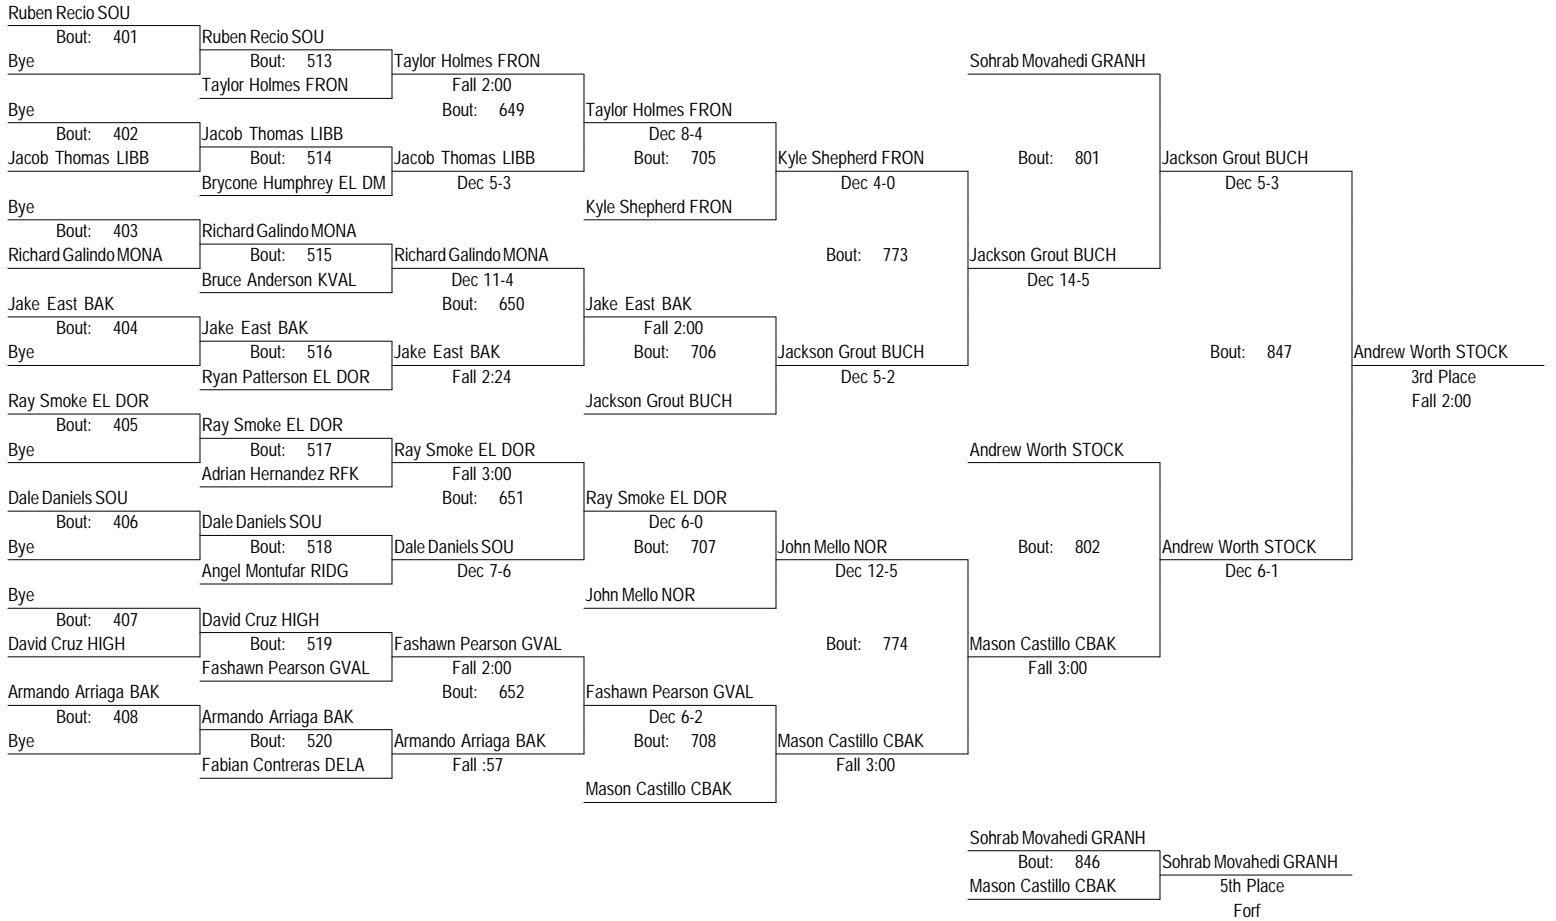 Ruben Recio SOU
Bout: 401
Bye
Bye
Bout: 402
Jacob Thomas LIBB
Bye
Bout: 403
Richard Galindo MONA
Jake East BAK
Bout: 404
Bye
Ray Smoke EL DOR
Bout: 405
Bye
Dale Daniels SOU
Bout: 406
Bye
Bye
Bout: 407
David Cruz HIGH
Armando Arriaga BAK
Bout: 408
Bye
Ruben Recio SOU
Bout: 513
Taylor Holmes FRON
Jacob Thomas LIBB
Bout: 514
Brycone Humphrey EL DM
Richard Galindo MONA
Bout: 515
Bruce Anderson KVAL
Jake East BAK
Bout: 516
Ryan Patterson EL DOR
Ray Smoke EL DOR
Bout: 517
Adrian Hernandez RFK
Dale Daniels SOU
Bout: 518
Angel Montufar RIDG
David Cruz HIGH
Bout: 519
Fashawn Pearson GVAL
Armando Arriaga BAK
Bout: 520
Fabian Contreras DELA
Taylor Holmes FRON
Fall 2:00
Bout: 649
Jacob Thomas LIBB
Dec 5-3
Richard Galindo MONA
Dec 11-4
Bout: 650
Jake East BAK
Fall 2:24
Ray Smoke EL DOR
Fall 3:00
Bout: 651
Dale Daniels SOU
Dec 7-6
Fashawn Pearson GVAL
Fall 2:00
Bout: 652
Armando Arriaga BAK
Fall :57
Taylor Holmes FRON
Dec 8-4
Bout: 705
Kyle Shepherd FRON
Jake East BAK
Fall 2:00
Bout: 706
Jackson Grout BUCH
Ray Smoke EL DOR
Dec 6-0
Bout: 707
John Mello NOR
Fashawn Pearson GVAL
Dec 6-2
Bout: 708
Mason Castillo CBAK
Kyle Shepherd FRON
Dec 4-0
Bout: 773
Jackson Grout BUCH
Dec 5-2
John Mello NOR
Dec 12-5
Bout: 774
Mason Castillo CBAK
Fall 3:00
Sohrab Movahedi GRANH
Bout: 801
Jackson Grout BUCH
Dec 14-5
Andrew Worth STOCK
Bout: 802
Mason Castillo CBAK
Fall 3:00
Jackson Grout BUCH
Dec 5-3
Bout: 847
Andrew Worth STOCK
Dec 6-1
Andrew Worth STOCK
3rd Place
Fall 2:00
Sohrab Movahedi GRANH
Bout: 846
Mason Castillo CBAK
Sohrab Movahedi GRANH
5th Place
Forf